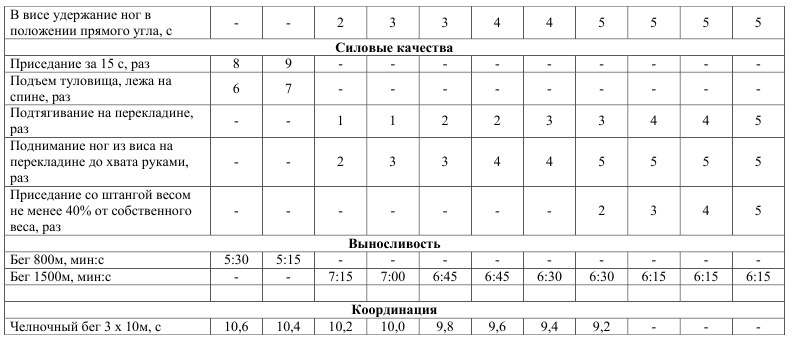 В висе удержание ног в положении прямого угла, с - - 2 3 3 4 4 5 5 5 5
Силовые качества
Приседание за 15 с, раз 8 9 - - - - - - - - -
Подъем туловища, лежа на спине, раз 6 7 - - - - - - - - -
Подтягивание на перекладине, раз - - 1 1 2 2 3 3 4 4 5
Поднимание ног из виса на перекладине до хвата руками, раз - - 2 3 3 4 4 5 5 5 5
Приседание со штангой весом не менее 40% от собственного веса, раз - - - - - - - 2 3 4 5
Выносливость
Бег 800м, мин:с 5:30 5:15 - - - - - - - - -
Бег 1500м, мин:с - - 7:15 7:00 6:45 6:45 6:30 6:30 6:15 6:15 6:15
Координация
Челночный бег 3 х 10м, с 10,6 10,4 10,2 10,0 9,8 9,6 9,4 9,2 - - -